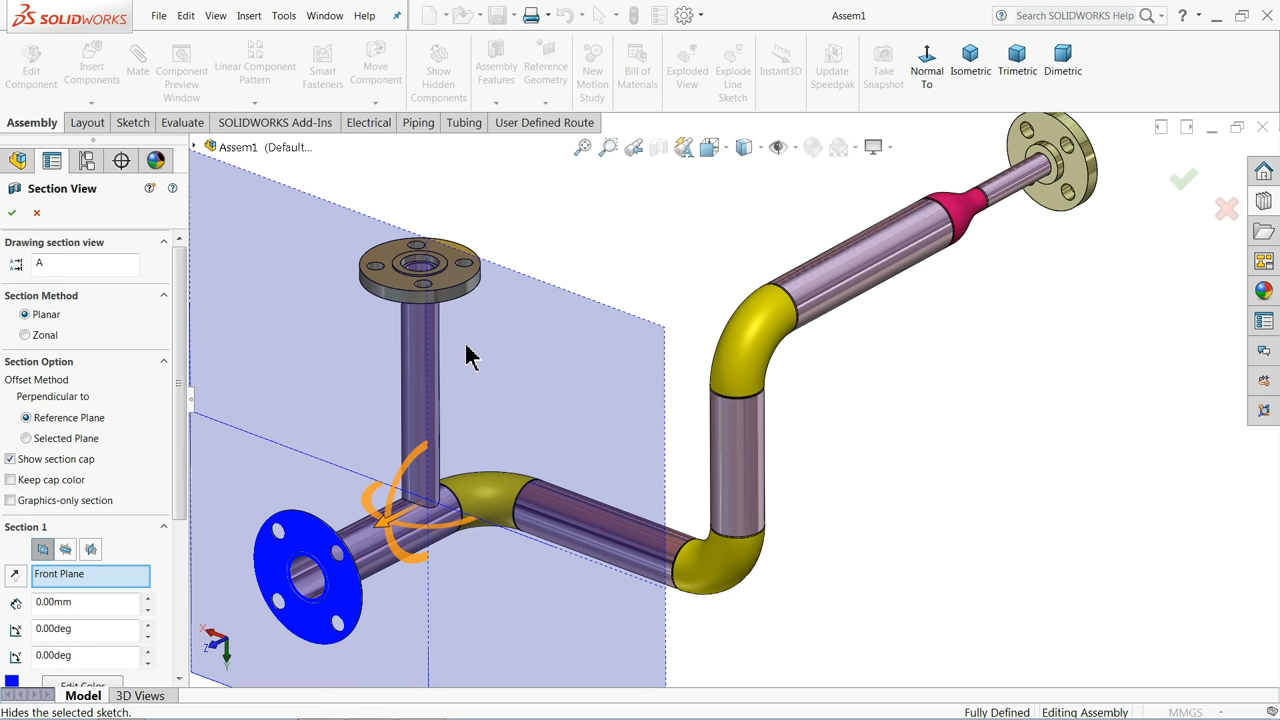 SOLIDWORKS
File Edit View Insert Tools Window Help
Assem1
Search SOLIDWORKS Help
?
Edit Component
Insert Components
Mate
Component Preview Window
Linear Component Pattern
Smart Fasteners
Move Component
Show Hidden Components
Assembly Features
Reference Geometry
New Motion Study
Bill of Materials
Exploded View
Explode Line Sketch
Instant3D
Update Speedpak
Take Snapshot
Normal To
Isometric
Trimetric
Dimetric
Assembly Layout Sketch Evaluate SOLIDWORKS Add-Ins Electrical Piping Tubing User Defined Route
Assem1 (Default...
Section View
Drawing section view
A
Section Method
Planar
Zonal
Section Option
Offset Method
Perpendicular to
Reference Plane
Selected Plane
Show section cap
Keep cap color
Graphics-only section
Section 1
Front Plane
0.00mm
0.00deg
0.00deg
Edit Color
X
Z
Y
Model 3D Views
Hides the selected sketch.
Fully Defined Editing Assembly MMGS